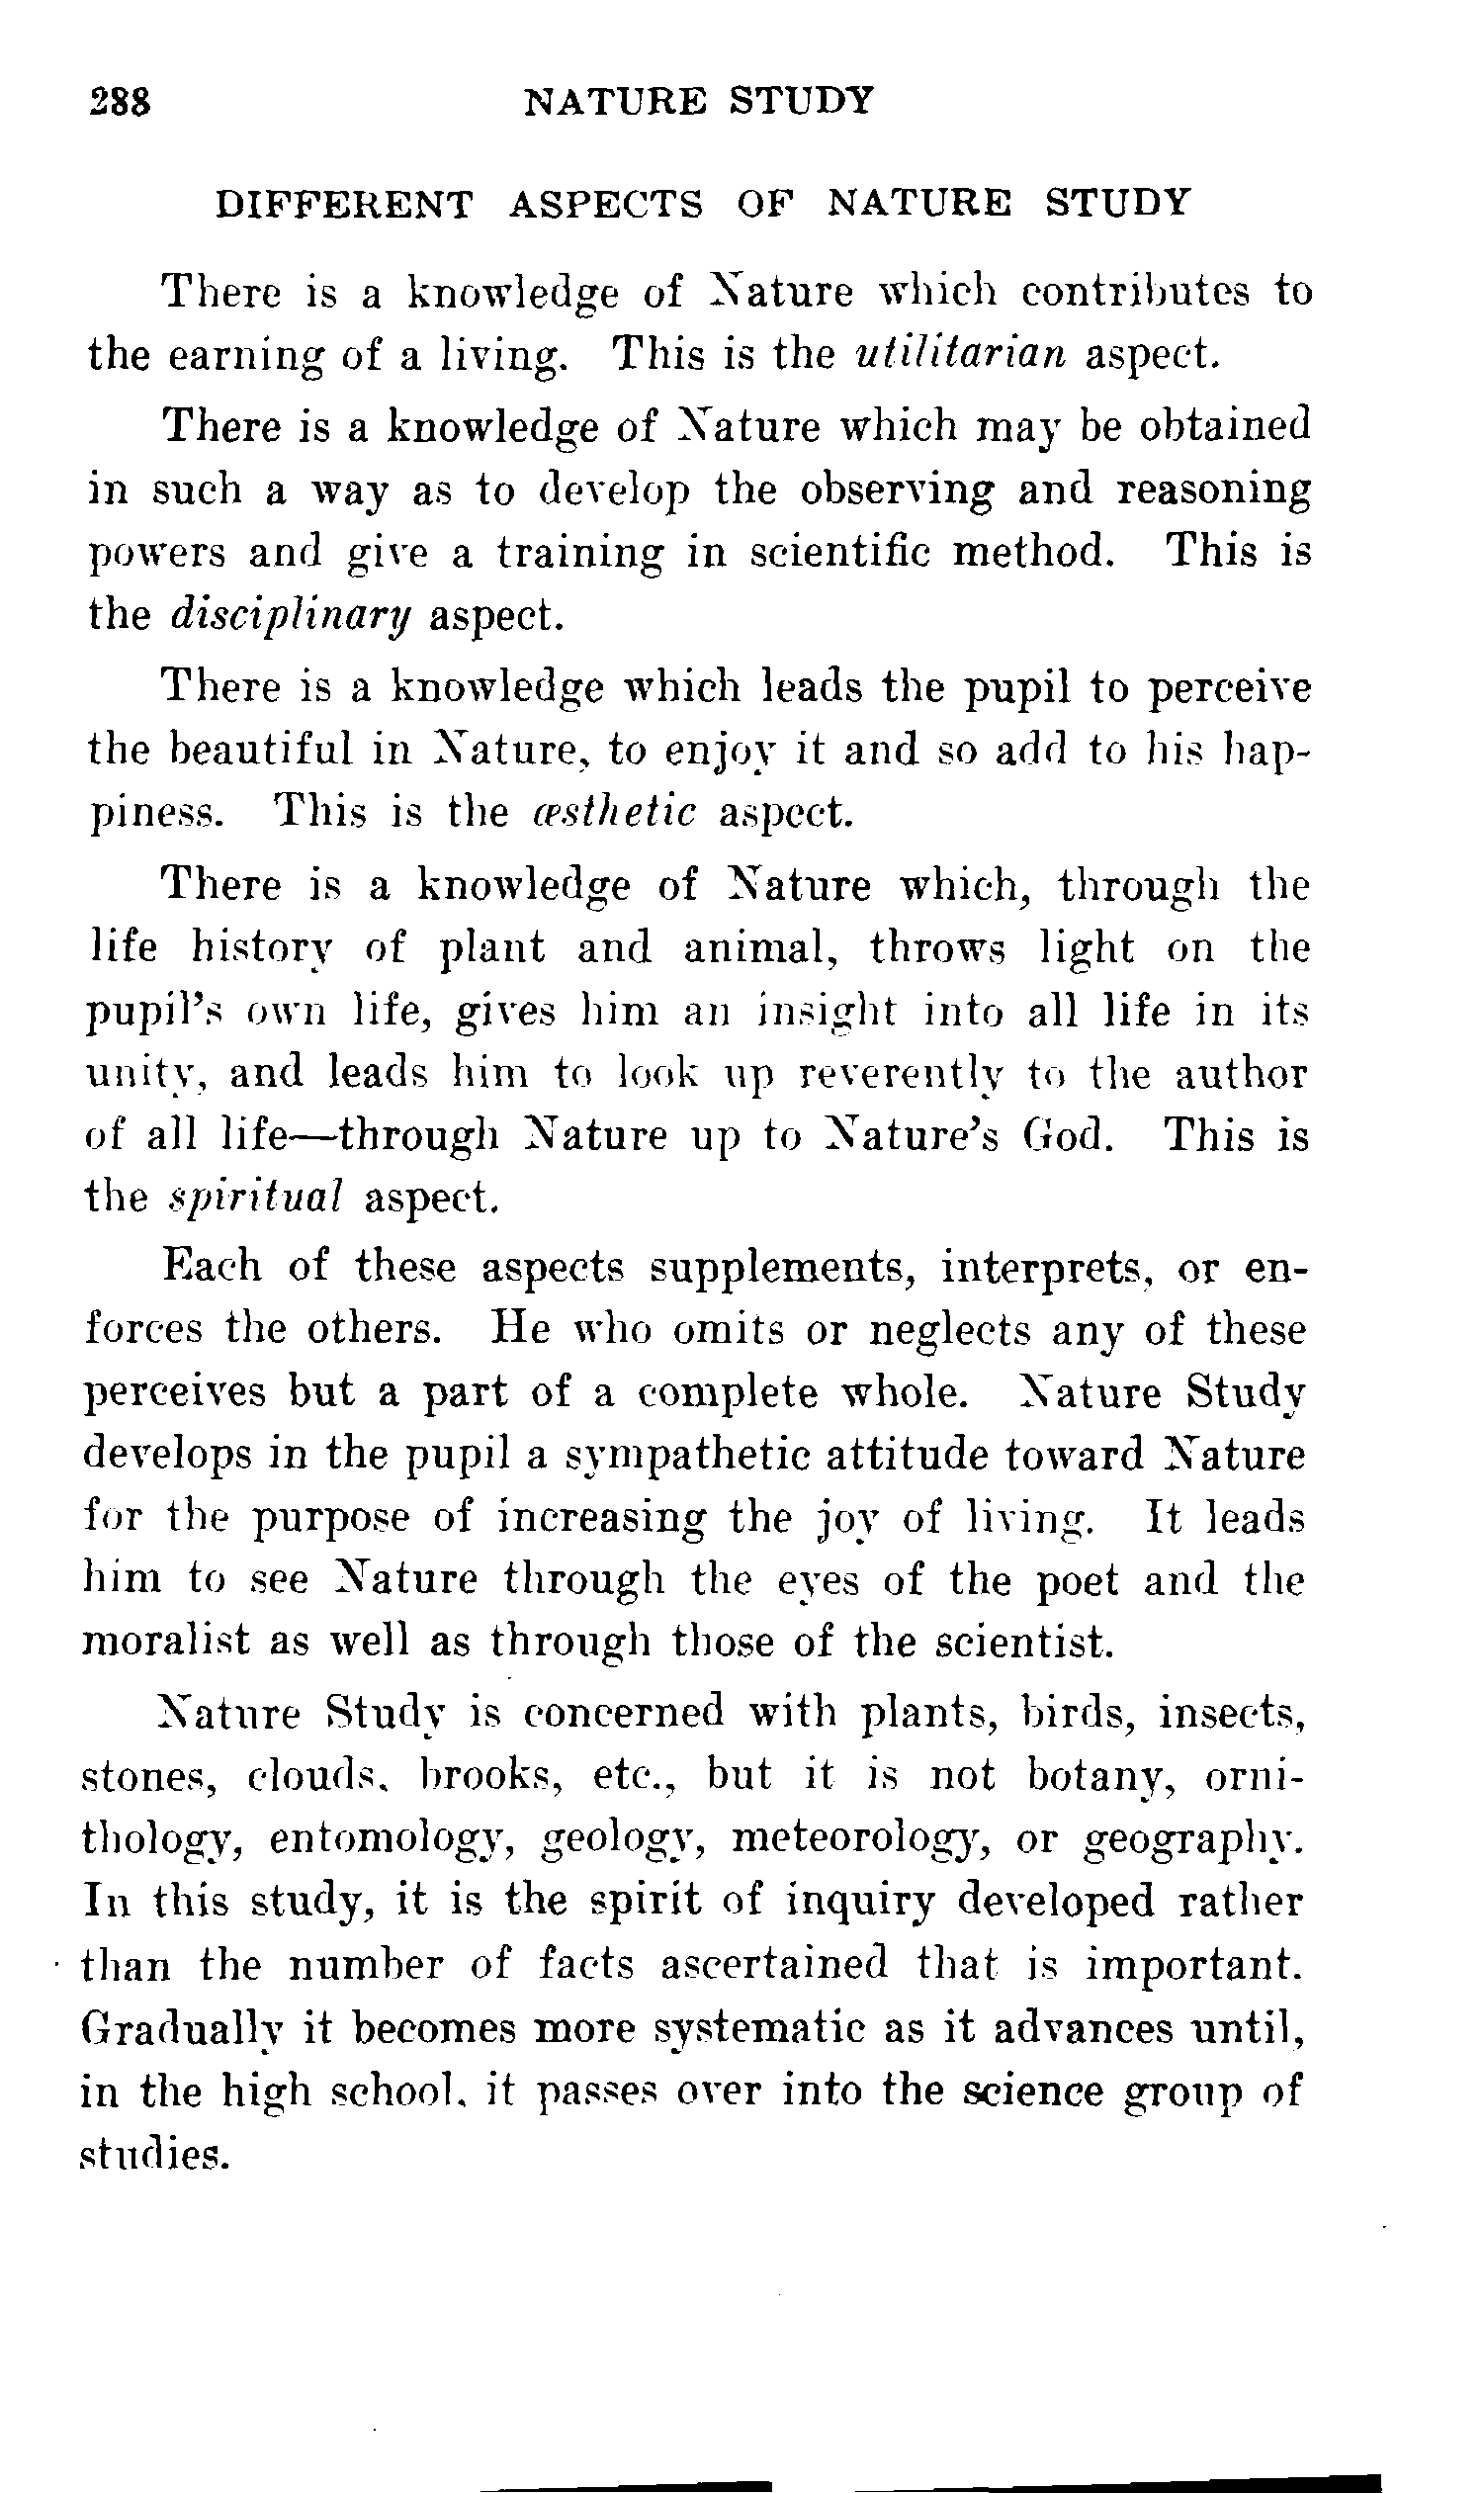 288 NATURE STUDY
DIFFERENT ASPECTS OF NATURE STUDY
There is a knowledge of Nature which contributes to
the earning of a living. This is the utilitarian aspect.
There is a knowledge of Nature which may be obtained
in such a way as to develop the observing and reasoning
powers and give a training in scientific method. This is
the disciplinary aspect.
There is a knowledge which leads the pupil to perceive
the beautiful in Nature, to enjoy it and so add to his hap-
piness. This is the æsthetic aspect.
There is a knowledge of Nature which, through the
life history of plant and animal, throws light on the
pupil's own life, gives him an insight into all life in its
unity, and leads him to look up reverently to the author
of all life—through Nature up to Nature's God. This is
the spiritual aspect.
Each of these aspects supplements, interprets, or en-
forces the others. He who omits or neglects any of these
perceives but a part of a complete whole. Nature Study
develops in the pupil a sympathetic attitude toward Nature
for the purpose of increasing the joy of living. It leads
him to see Nature through the eyes of the poet and the
moralist as well as through those of the scientist.
Nature Study is concerned with plants, birds, insects,
stones, clouds, brooks, etc., but it is not botany, orni-
thology, entomology, geology, meteorology, or geography.
In this study, it is the spirit of inquiry developed rather
than the number of facts ascertained that is important.
Gradually it becomes more systematic as it advances until,
in the high school, it passes over into the science group of
studies.